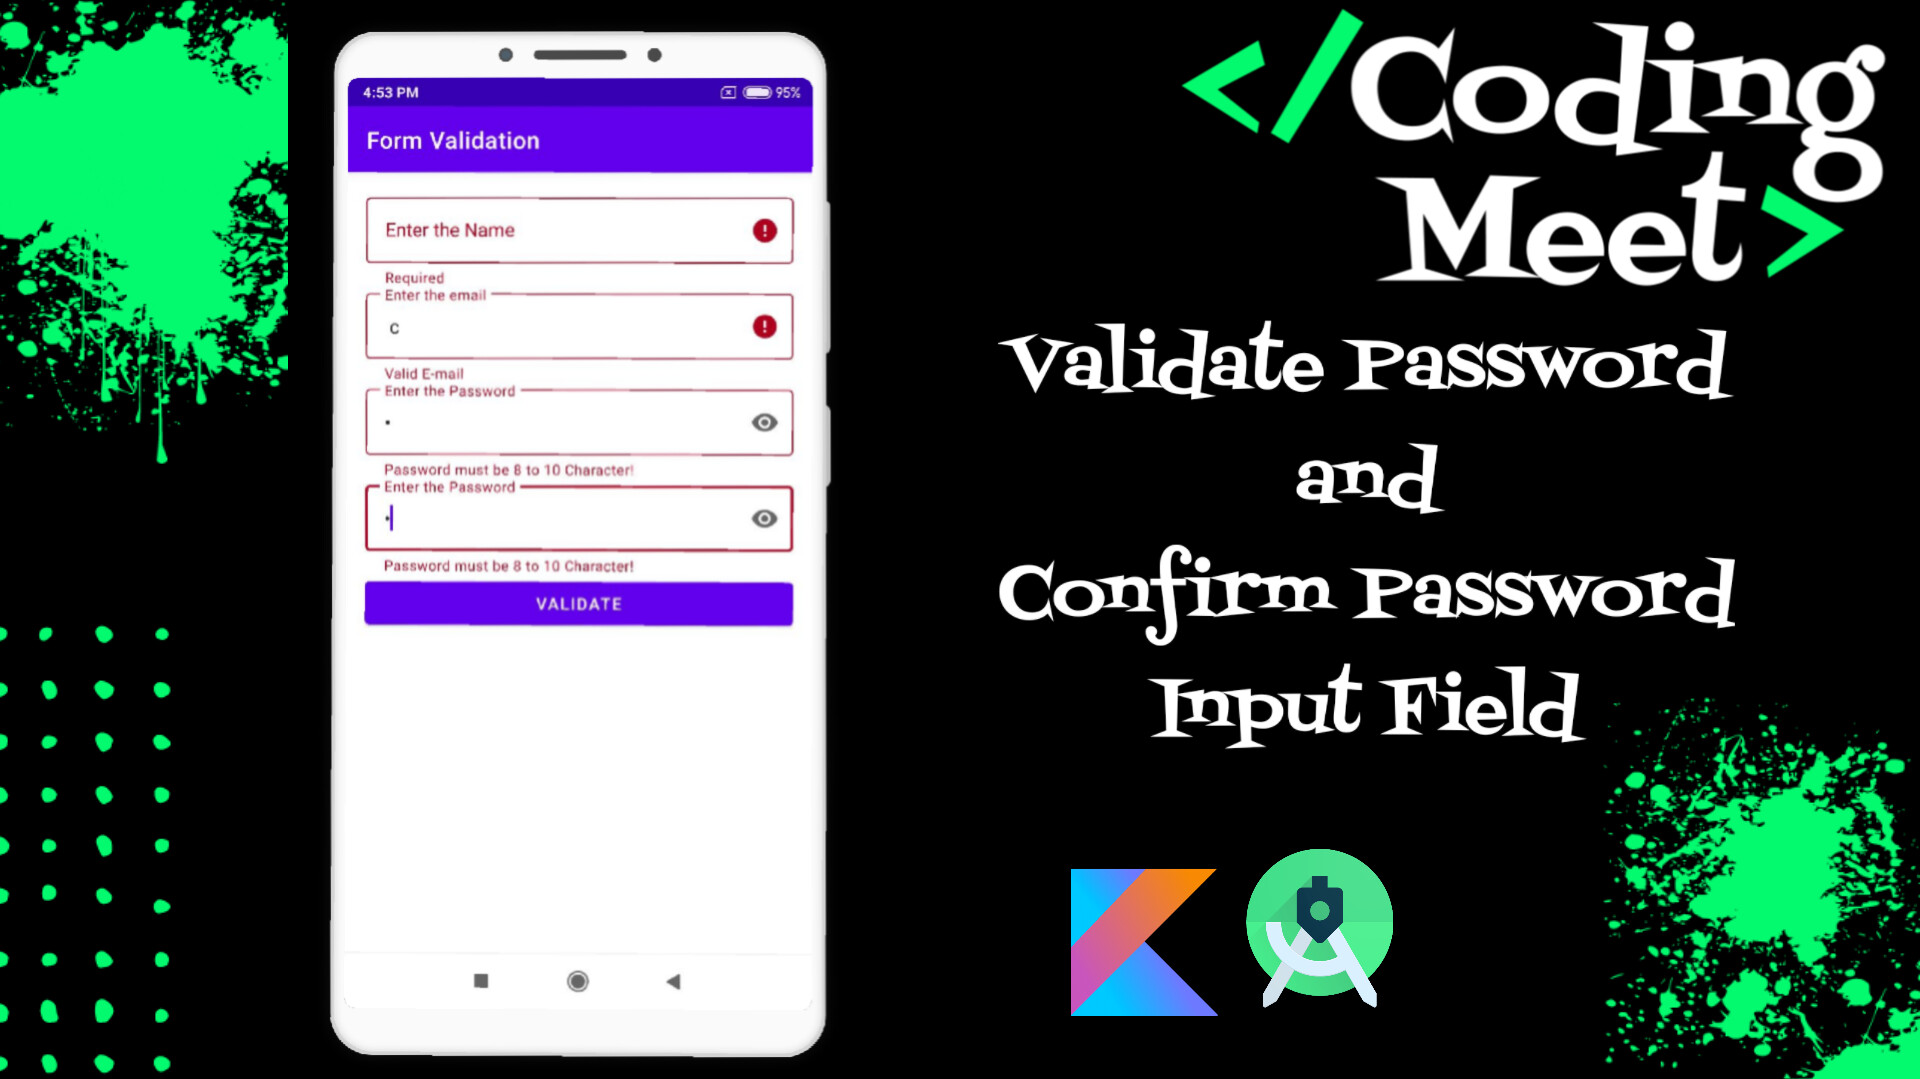 4:53 PM
95%
Form Validation
Enter the Name
Required
Enter the email
c
Valid E-mail
Enter the Password
Password must be 8 to 10 Character!
Enter the Password
Password must be 8 to 10 Character!
VALIDATE
</Coding
Meet>
Validate Password
and
Confirm Password
Input Field